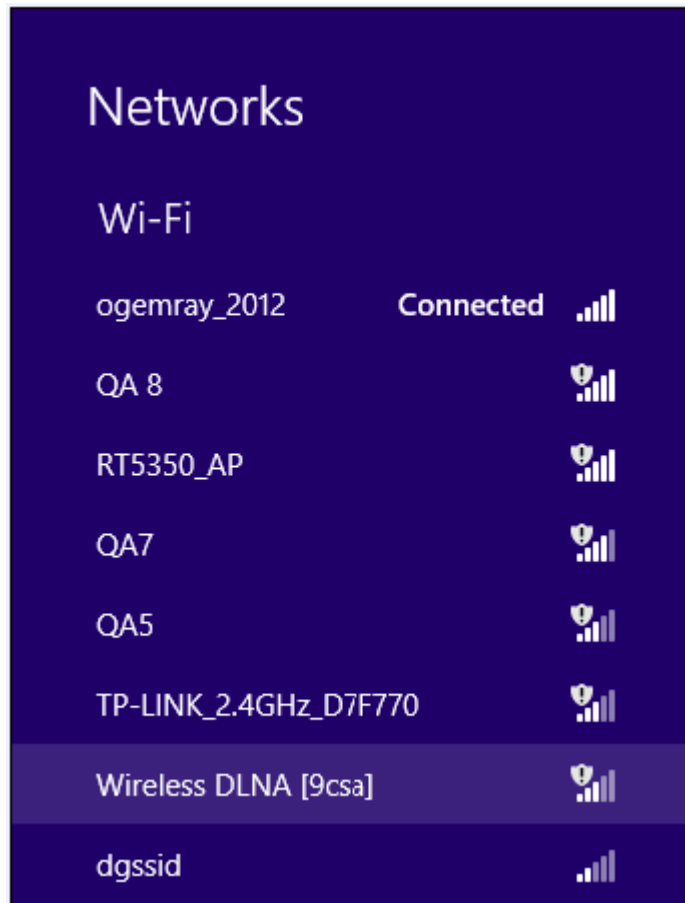 Networks
Wi-Fi
ogemray_2012 Connected
QA 8
RT5350_AP
QA7
QA5
TP-LINK_2.4GHz_D7F770
Wireless DLNA [9csa]
dgssid